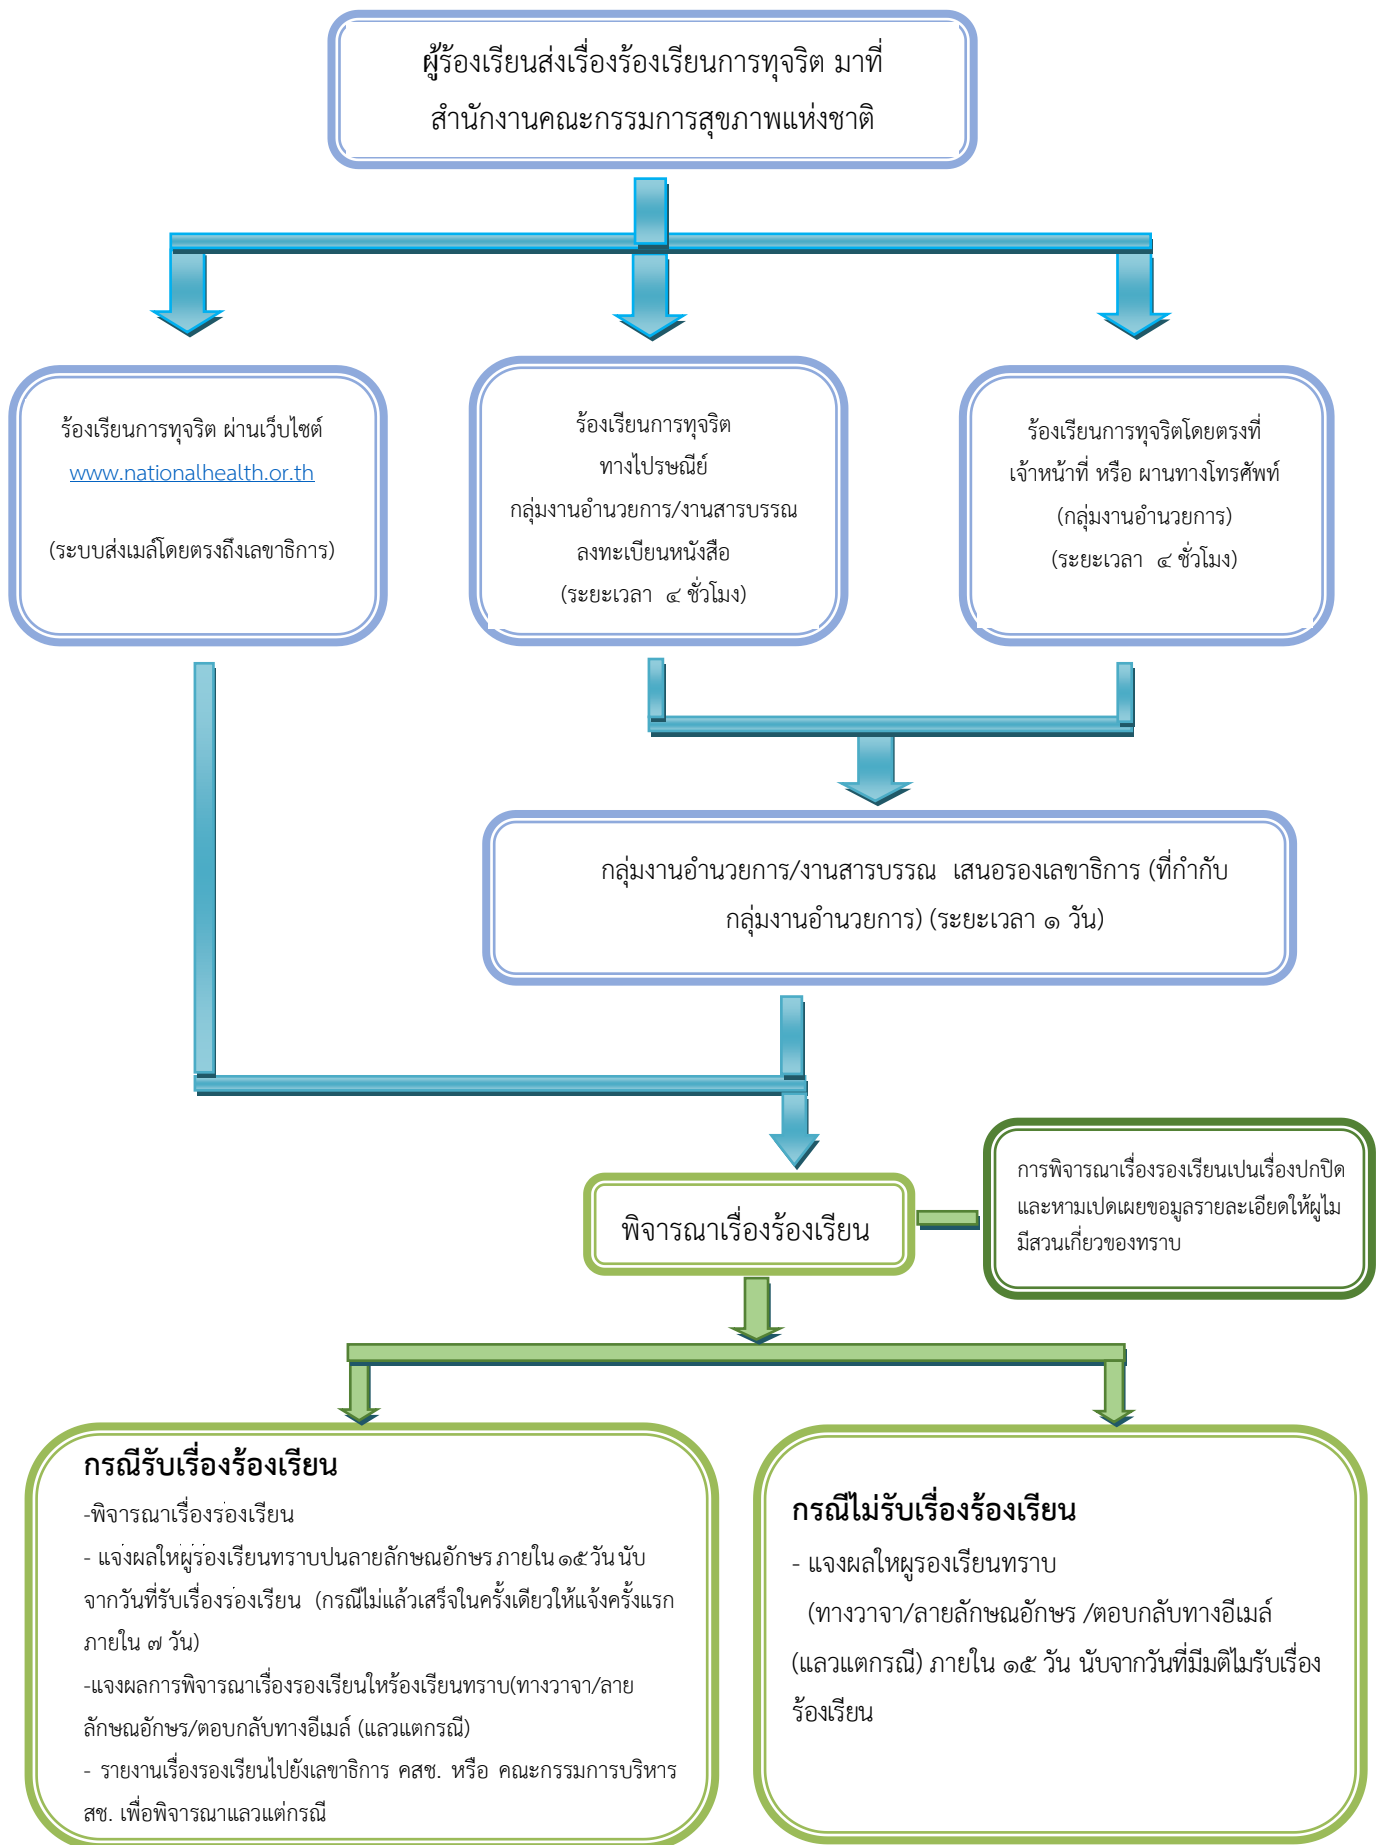 ผู้ร้องเรียนส่งเรื่องร้องเรียนการทุจริต มาที่
สำนักงานคณะกรรมการสุขภาพแห่งชาติ
ร้องเรียนการทุจริต ผ่านเว็บไซต์
www.nationalhealth.or.th
(ระบบส่งเมล์โดยตรงถึงเลขาธิการ)
ร้องเรียนการทุจริต
ทางไปรษณีย์
กลุ่มงานอำนวยการ/งานสารบรรณ
ลงทะเบียนหนังสือ
(ระยะเวลา ๔ ชั่วโมง)
ร้องเรียนการทุจริตโดยตรงที่
เจ้าหน้าที่ หรือ ผานทางโทรศัพท์
(กลุ่มงานอำนวยการ)
(ระยะเวลา ๔ ชั่วโมง)
กลุ่มงานอำนวยการ/งานสารบรรณ เสนอรองเลขาธิการ (ที่กำกับ
กลุ่มงานอำนวยการ) (ระยะเวลา ๑ วัน)
พิจารณาเรื่องร้องเรียน
การพิจารณาเรื่องรองเรียนเปนเรื่องปกปิด
และหามเปดเผยขอมูลรายละเอียดให้ผูไม
มีสวนเกี่ยวของทราบ
กรณีรับเรื่องร้องเรียน
-พิจารณาเรื่องร่องเรียน
- แจ่งผลให่ผู่ร่องเรียนทราบปนลายลักษณอักษร ภายใน ๑๕ วัน นับ
จากวันที่รับเรื่องร่องเรียน (กรณีไม่แล้วเสร็จในครั้งเดียวให้แจ้งครั้งแรก
ภายใน ๗ วัน)
-แจงผลการพิจารณาเรื่องรองเรียนใหร้องเรียนทราบ(ทางวาจา/ลาย
ลักษณอักษร/ตอบกลับทางอีเมล์ (แลวแตกรณี)
- รายงานเรื่องรองเรียนไปยังเลขาธิการ คสช. หรือ คณะกรรมการบริหาร
สช. เพื่อพิจารณาแลวแต่กรณี
กรณีไม่รับเรื่องร้องเรียน
- แจงผลใหผูรองเรียนทราบ
(ทางวาจา/ลายลักษณอักษร /ตอบกลับทางอีเมล์
(แลวแตกรณี) ภายใน ๑๕ วัน นับจากวันที่มีมติไมรับเรื่อง
ร้องเรียน